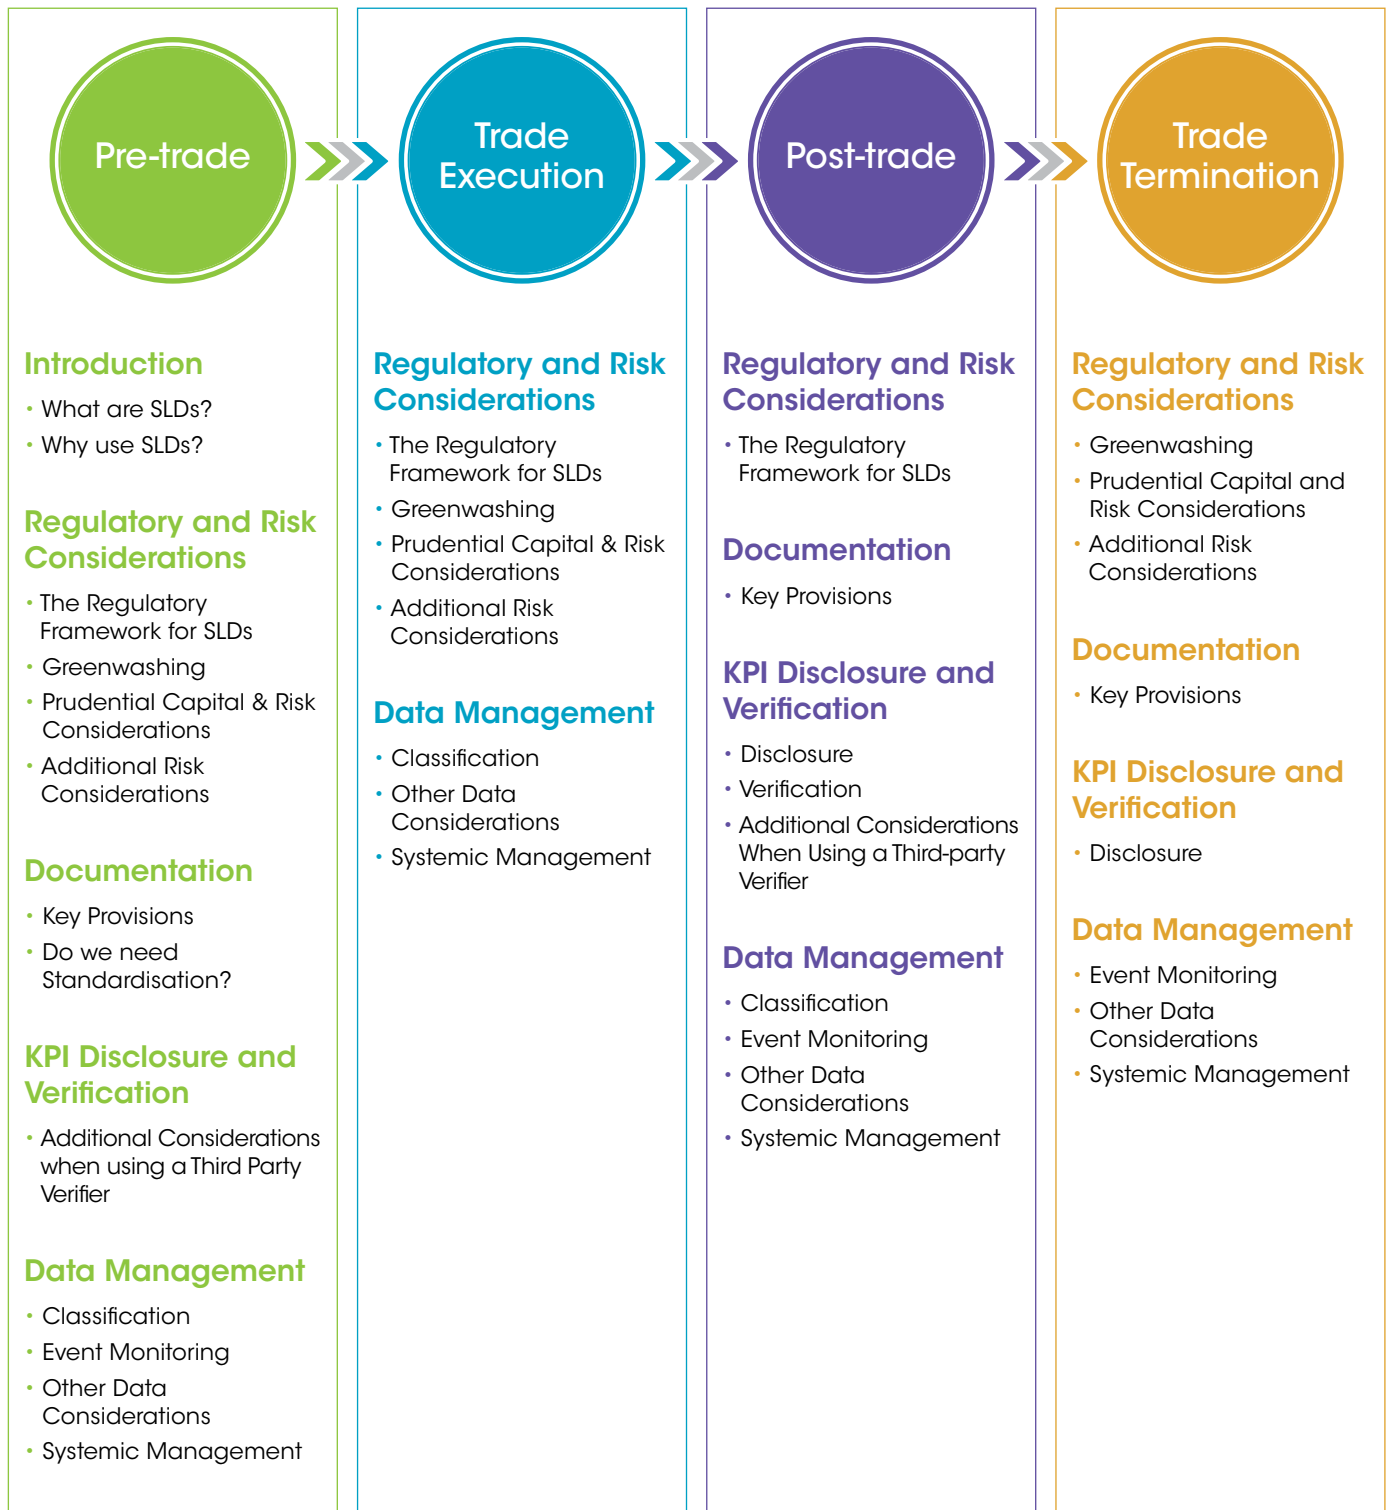 Pre-trade
Introduction
• What are SLDs?
• Why use SLDs?
Regulatory and Risk
Considerations
• The Regulatory
Framework for SLDs
• Greenwashing
• Prudential Capital & Risk
Considerations
• Additional Risk
Considerations
Documentation
• Key Provisions
• Do we need
Standardisation?
KPI Disclosure and
Verification
• Additional Considerations
when using a Third Party
Verifier
Data Management
• Classification
• Event Monitoring
• Other Data
Considerations
• Systemic Management
Trade
Execution
Regulatory and Risk
Considerations
• The Regulatory
Framework for SLDs
• Greenwashing
• Prudential Capital & Risk
Considerations
• Additional Risk
Considerations
Data Management
• Classification
• Other Data
Considerations
• Systemic Management
Post-trade
Regulatory and Risk
Considerations
• The Regulatory
Framework for SLDs
Documentation
• Key Provisions
KPI Disclosure and
Verification
• Disclosure
• Verification
• Additional Considerations
When Using a Third-party
Verifier
Data Management
• Classification
• Event Monitoring
• Other Data
Considerations
• Systemic Management
Trade
Termination
Regulatory and Risk
Considerations
• Greenwashing
• Prudential Capital and
Risk Considerations
• Additional Risk
Considerations
Documentation
• Key Provisions
KPI Disclosure and
Verification
• Disclosure
Data Management
• Event Monitoring
• Other Data
Considerations
• Systemic Management